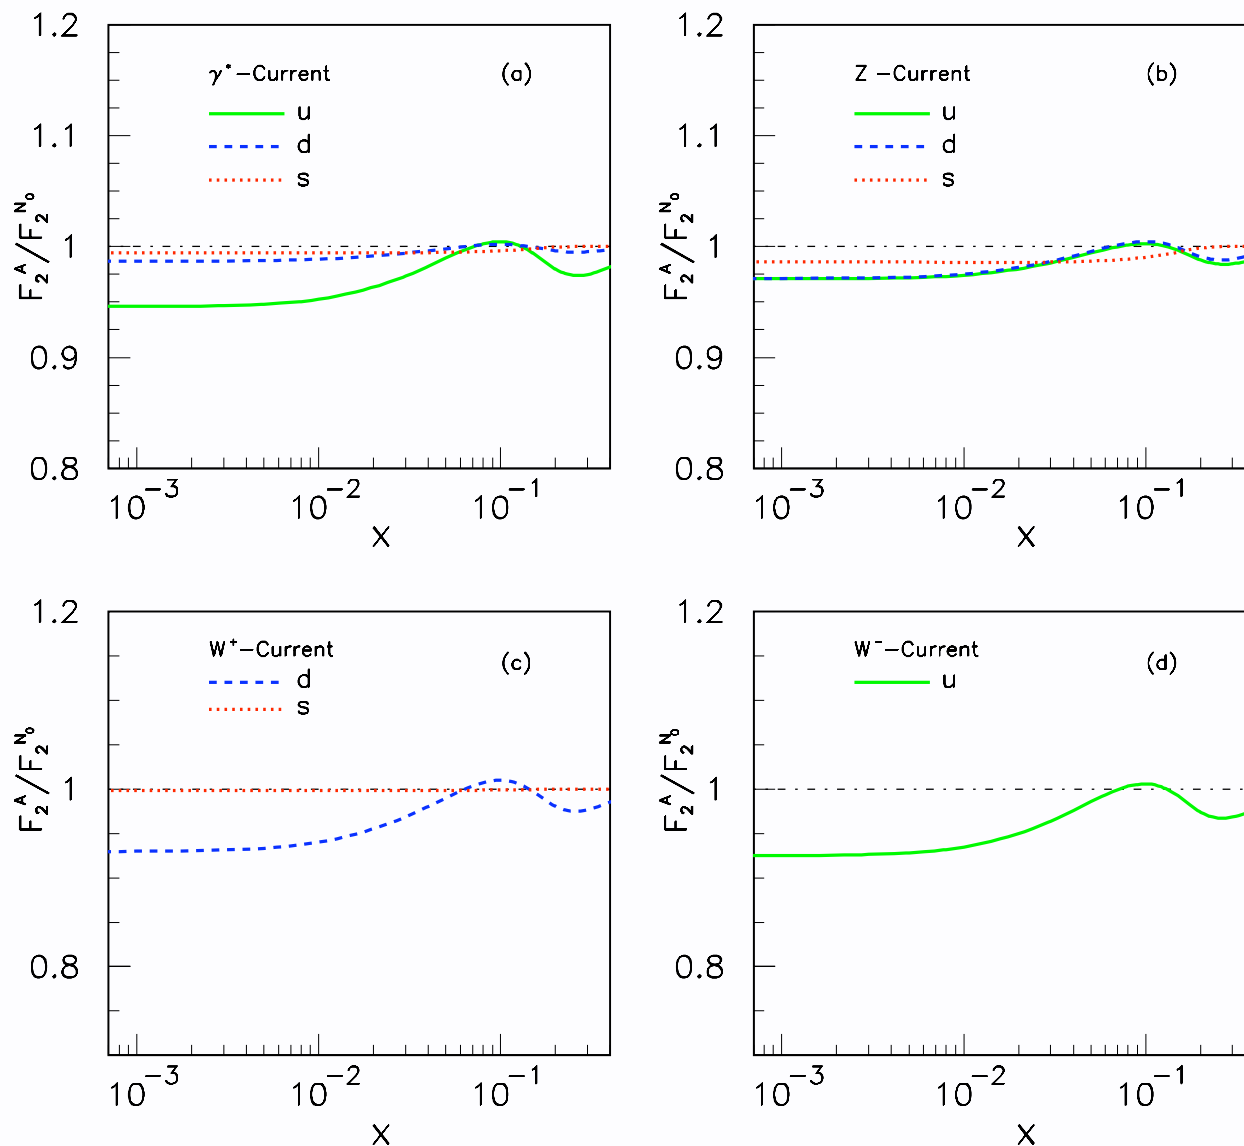 1.2
1.1
1
0.9
0.8
F₂ᴬ/F₂ᴺ⁰
γ*-Current (a)
u
d
s
10⁻³ 10⁻² 10⁻¹
X
1.2
1.1
1
0.9
0.8
F₂ᴬ/F₂ᴺ⁰
Z -Current (b)
u
d
s
10⁻³ 10⁻² 10⁻¹
X
1.2
1
0.8
F₂ᴬ/F₂ᴺ⁰
W⁺-Current (c)
d
s
10⁻³ 10⁻² 10⁻¹
X
1.2
1
0.8
F₂ᴬ/F₂ᴺ⁰
W⁻-Current (d)
u
10⁻³ 10⁻² 10⁻¹
X